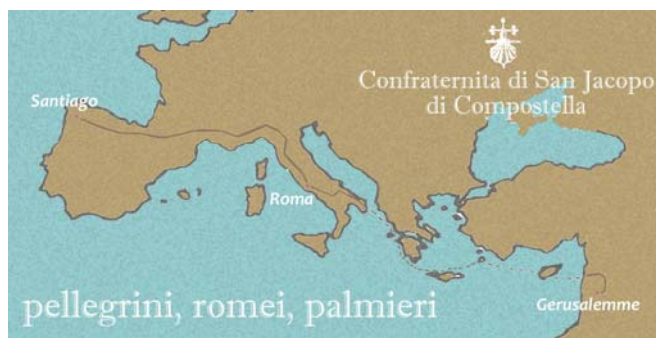 Confraternita di San Jacopo
di Compostella
Santiago
Roma
Gerusalemme
pellegrini, romei, palmieri